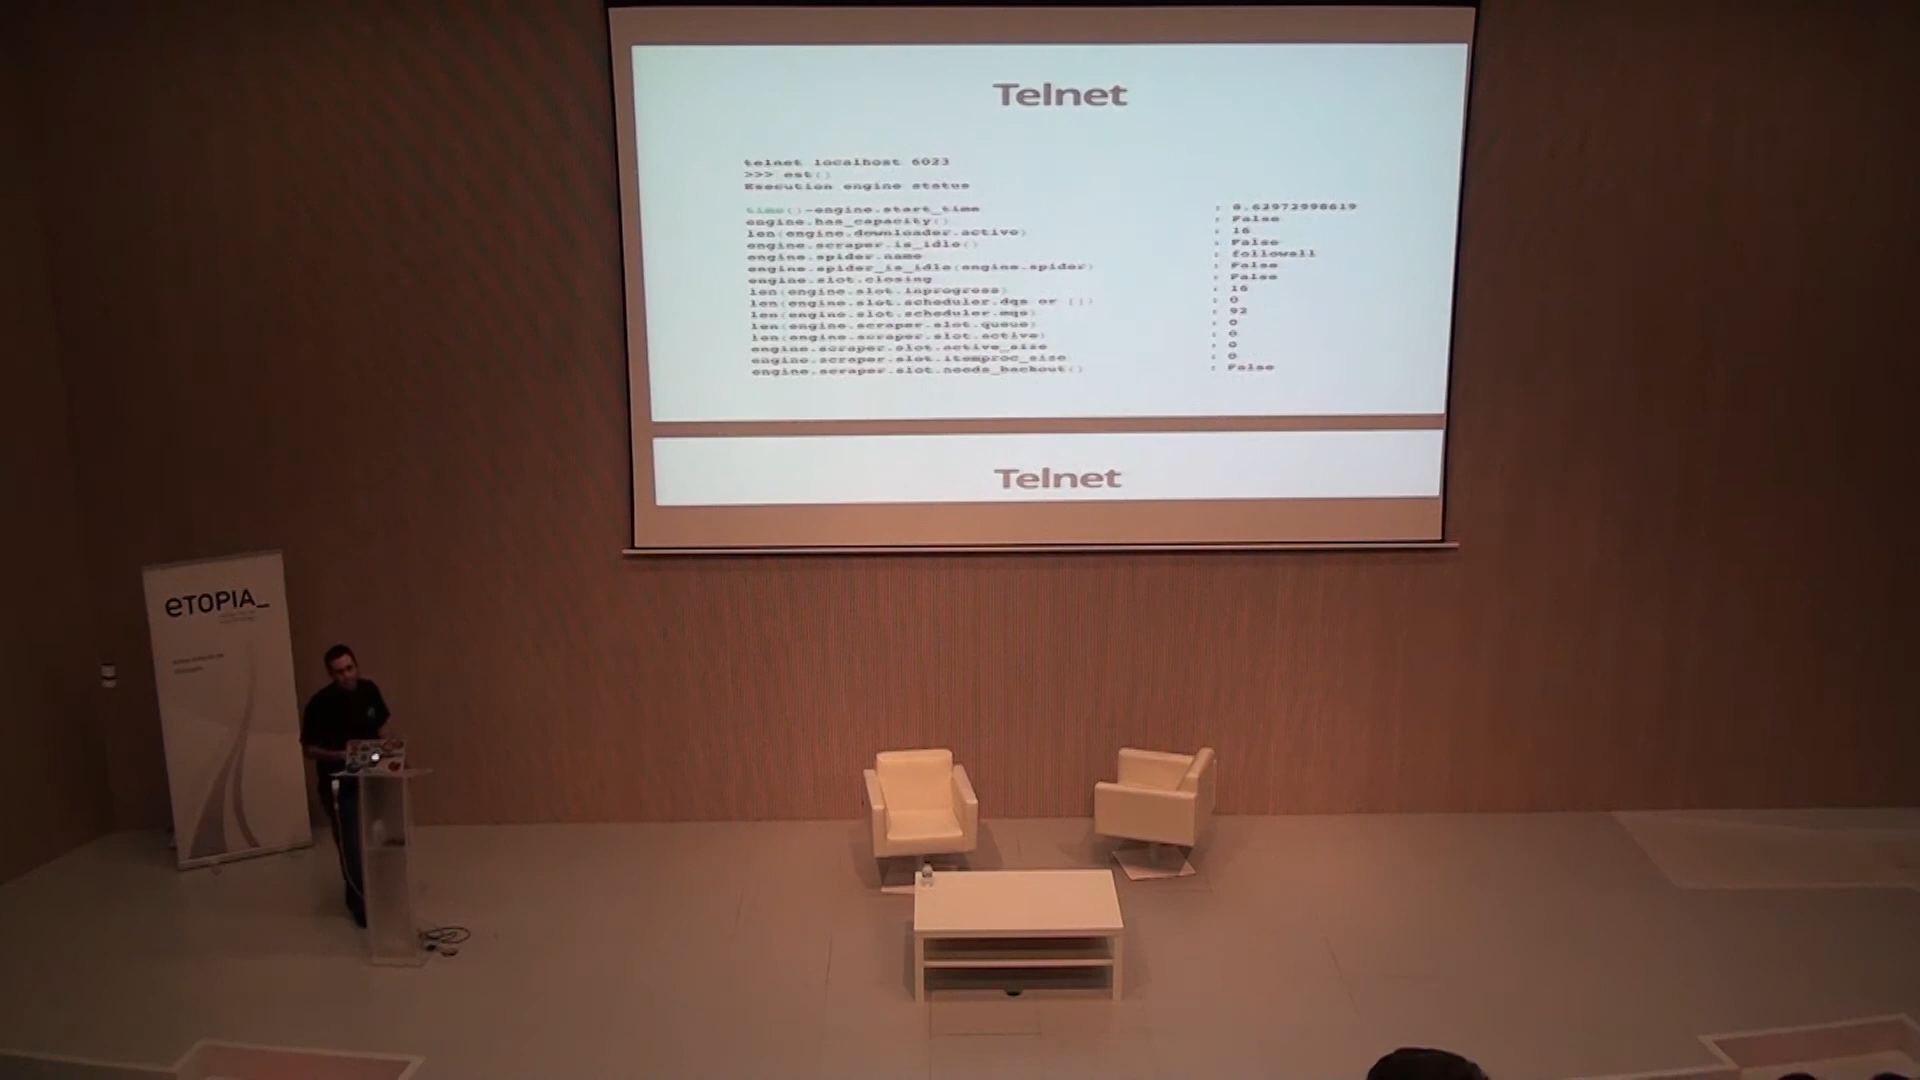 Telnet
telnet localhost 6023
>>> est()
Execution engine status
time()-engine.start_time : 8.62972998619
engine.has_capacity() : False
len(engine.downloader.active) : 16
engine.scraper.is_idle() : False
engine.spider.name : followall
engine.spider_is_idle(engine.spider) : False
engine.slot.closing : False
len(engine.slot.inprogress) : 16
len(engine.slot.scheduler.dqs or []) : 0
len(engine.slot.scheduler.mqs) : 92
len(engine.scraper.slot.queue) : 0
len(engine.scraper.slot.active) : 0
engine.scraper.slot.active_size : 0
engine.scraper.slot.itemproc_size : 0
engine.scraper.slot.needs_backout() : False
Telnet
eTOPIA_